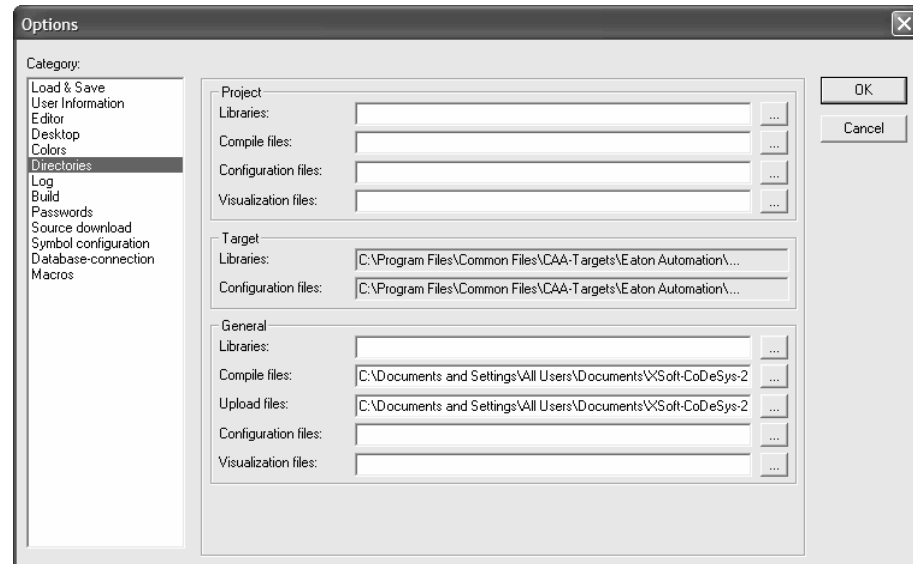 Options
Category:
Load & Save
User Information
Editor
Desktop
Colors
Directories
Log
Build
Passwords
Source download
Symbol configuration
Database-connection
Macros
Project
Libraries:
...
Compile files:
...
Configuration files:
...
Visualization files:
...
Target
Libraries: C:\Program Files\Common Files\CAA-Targets\Eaton Automation\...
Configuration files: C:\Program Files\Common Files\CAA-Targets\Eaton Automation\...
General
Libraries:
...
Compile files: C:\Documents and Settings\All Users\Documents\XSoft-CoDeSys-2 ...
Upload files: C:\Documents and Settings\All Users\Documents\XSoft-CoDeSys-2 ...
Configuration files:
...
Visualization files:
...
OK
Cancel